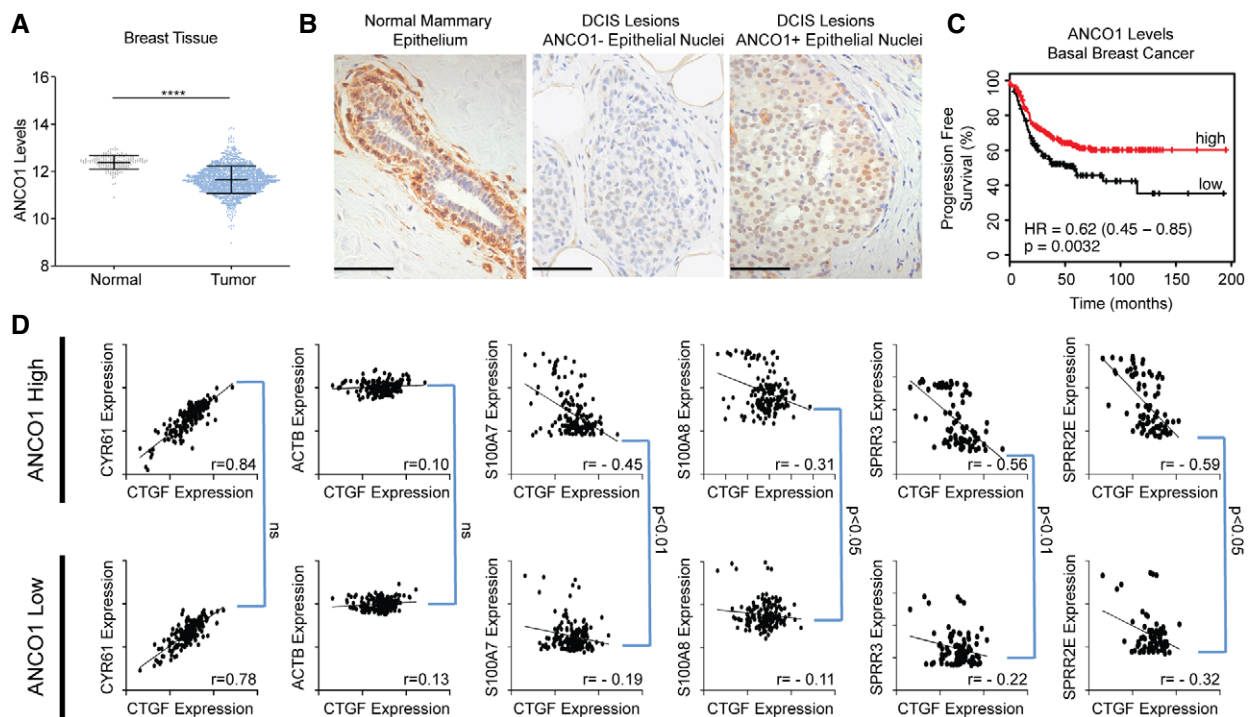 A
Breast Tissue
ANCO1 Levels
16
14
12
10
8
****
Normal
Tumor
B
Normal Mammary
Epithelium
DCIS Lesions
ANCO1- Epithelial Nuclei
DCIS Lesions
ANCO1+ Epithelial Nuclei
C
ANCO1 Levels
Basal Breast Cancer
Progression Free
Survival (%)
100
80
60
40
20
0
high
low
HR = 0.62 (0.45 – 0.85)
p = 0.0032
0
50
100
150
200
Time (months)
D
ANCO1 High
CYR61 Expression
r=0.84
CTGF Expression
ACTB Expression
r=0.10
CTGF Expression
S100A7 Expression
r= - 0.45
CTGF Expression
S100A8 Expression
r= - 0.31
CTGF Expression
SPRR3 Expression
r= - 0.56
CTGF Expression
SPRR2E Expression
r= - 0.59
CTGF Expression
ns
ns
p<0.01
p<0.05
p<0.01
p<0.05
ANCO1 Low
CYR61 Expression
r=0.78
CTGF Expression
ACTB Expression
r=0.13
CTGF Expression
S100A7 Expression
r= - 0.19
CTGF Expression
S100A8 Expression
r= - 0.11
CTGF Expression
SPRR3 Expression
r= - 0.22
CTGF Expression
SPRR2E Expression
r= - 0.32
CTGF Expression